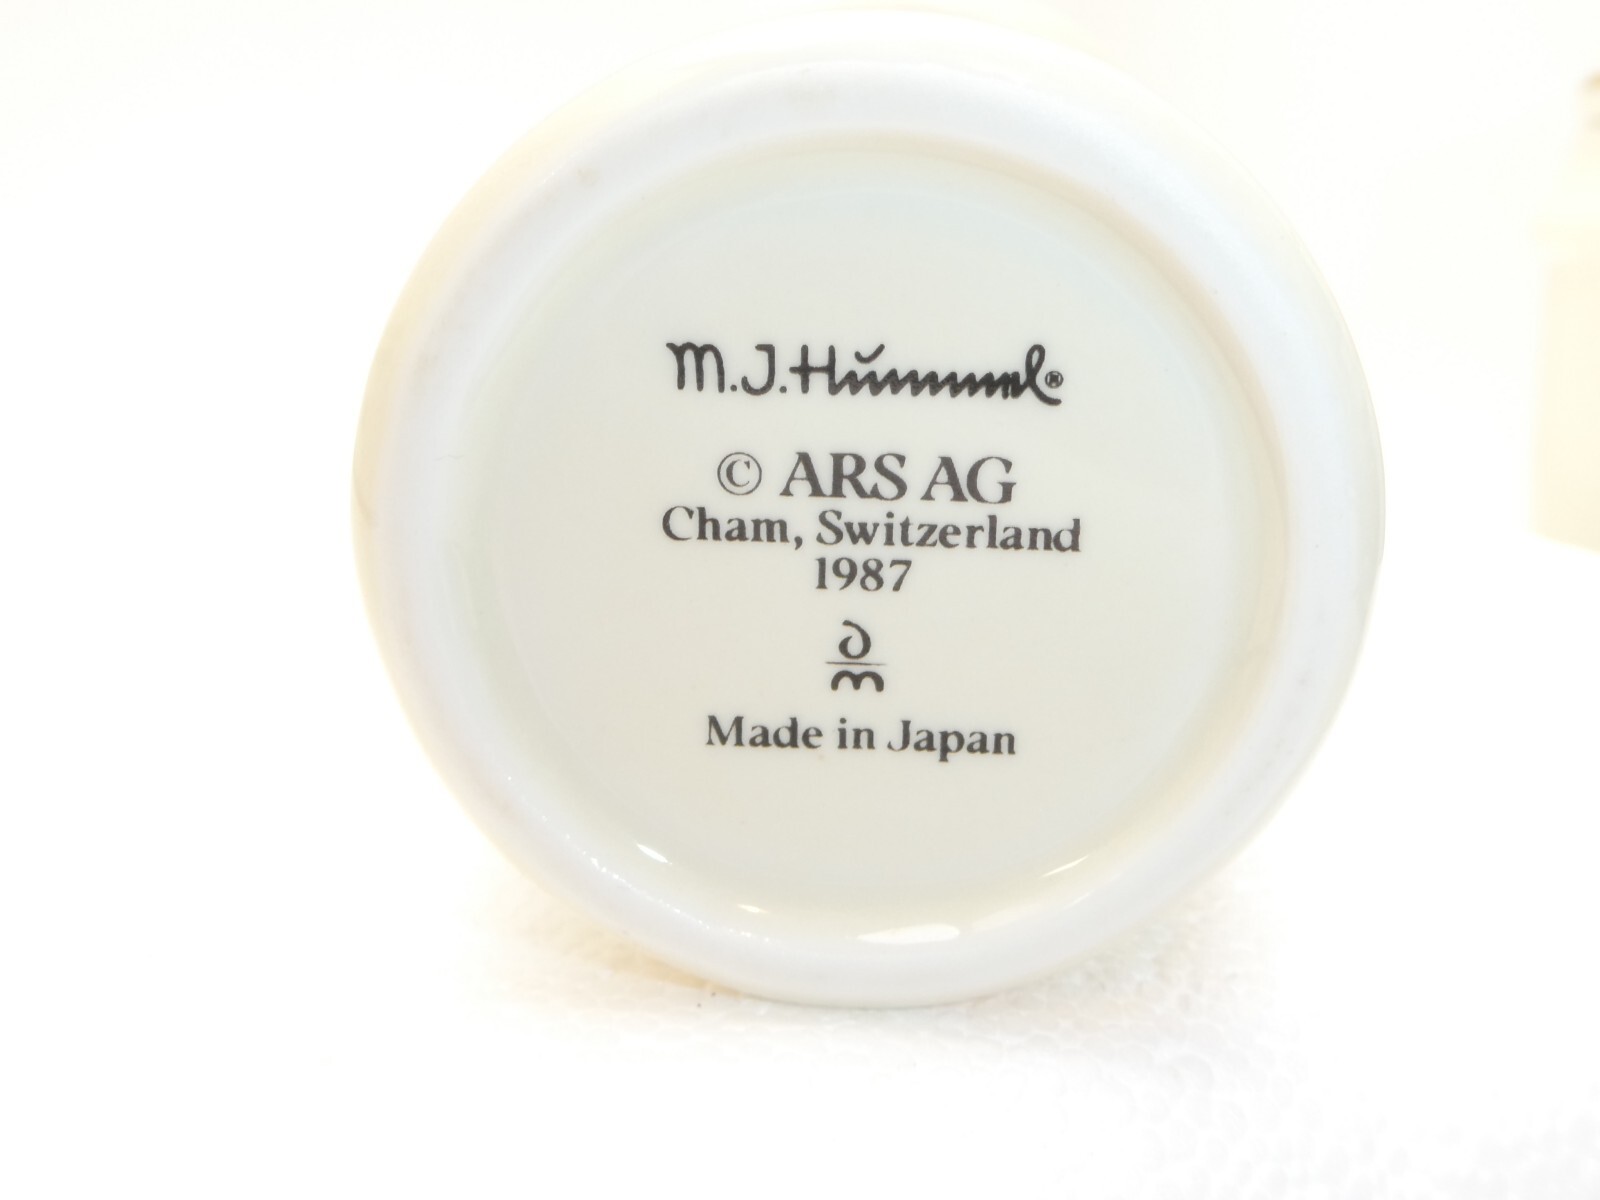 M.J.Hummel®
© ARS AG
Cham, Switzerland
1987
Made in Japan